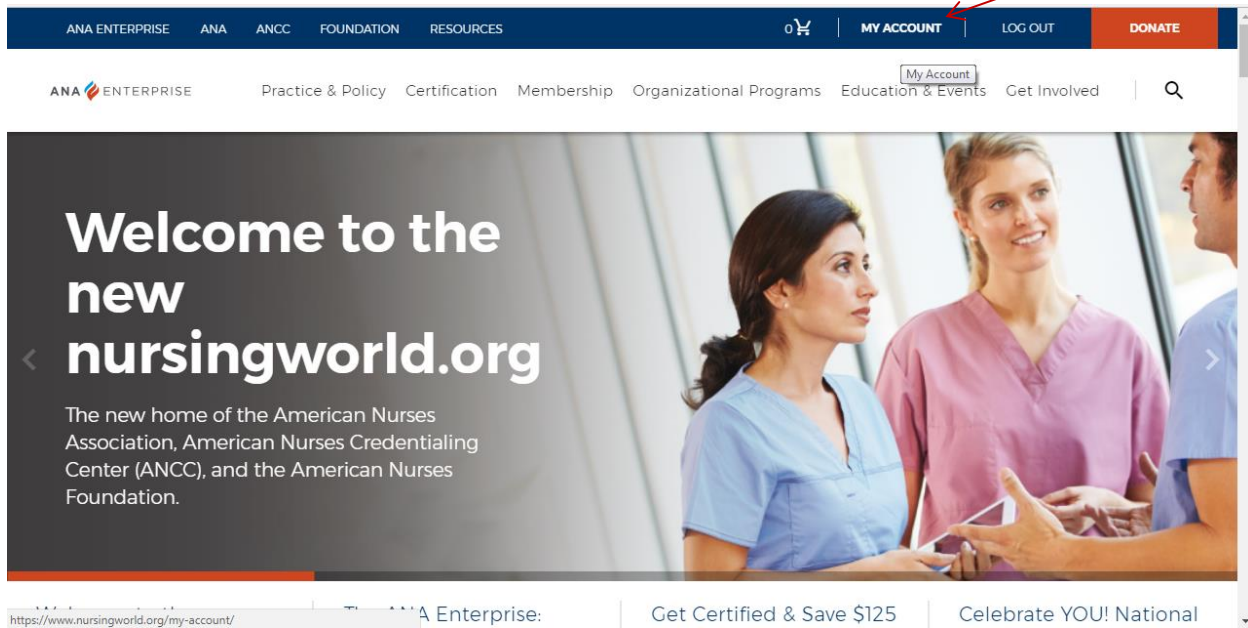 ANA ENTERPRISE ANA ANCC FOUNDATION RESOURCES 0 MY ACCOUNT LOG OUT DONATE
My Account
ANA ENTERPRISE Practice & Policy Certification Membership Organizational Programs Education & Events Get Involved
Welcome to the
new
nursingworld.org
The new home of the American Nurses
Association, American Nurses Credentialing
Center (ANCC), and the American Nurses
Foundation.
The ANA Enterprise: Get Certified & Save $125 Celebrate YOU! National
https://www.nursingworld.org/my-account/